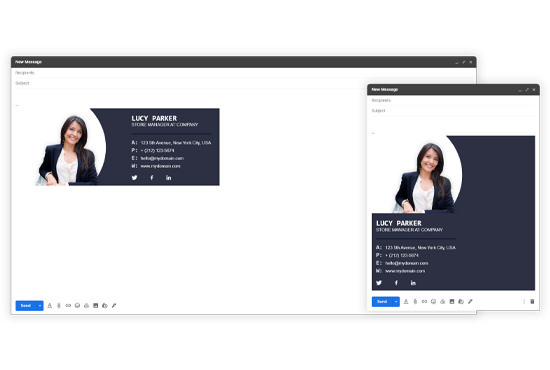 New Message
Recipients
Subject
--
LUCY PARKER
STORE MANAGER AT COMPANY
A: 123 5th Avenue, New York City, USA
P: + (212) 123-5674
E: hello@mydomain.com
W: www.mydomain.com
Send
New Message
Recipients
Subject
--
LUCY PARKER
STORE MANAGER AT COMPANY
A: 123 5th Avenue, New York City, USA
P: + (212) 123-5674
E: hello@mydomain.com
W: www.mydomain.com
Send